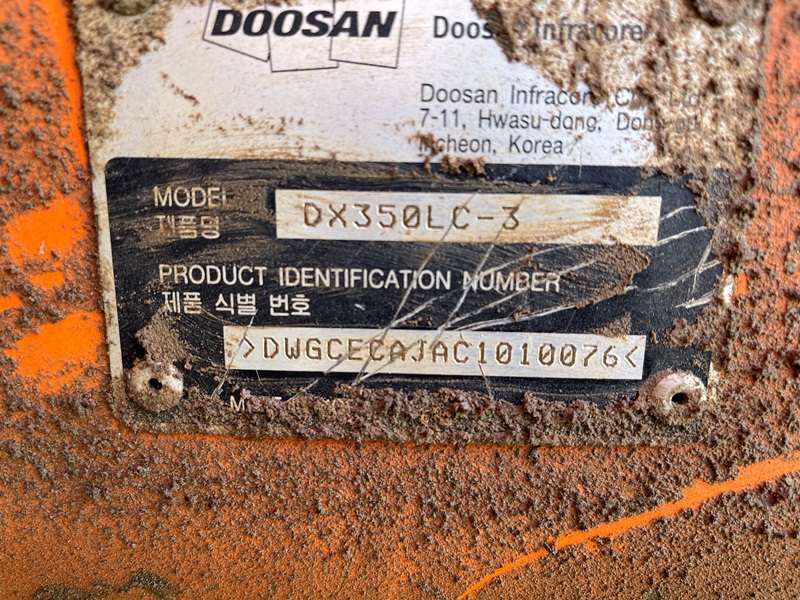 DOOSAN
Infracore
Doosan Infracore
7-11, Hwasu-dong,
Incheon, Korea
MODEL
제품명
DX350LC-3
PRODUCT IDENTIFICATION NUMBER
제품 식별 번호
>DWGCECAJAC1010076<